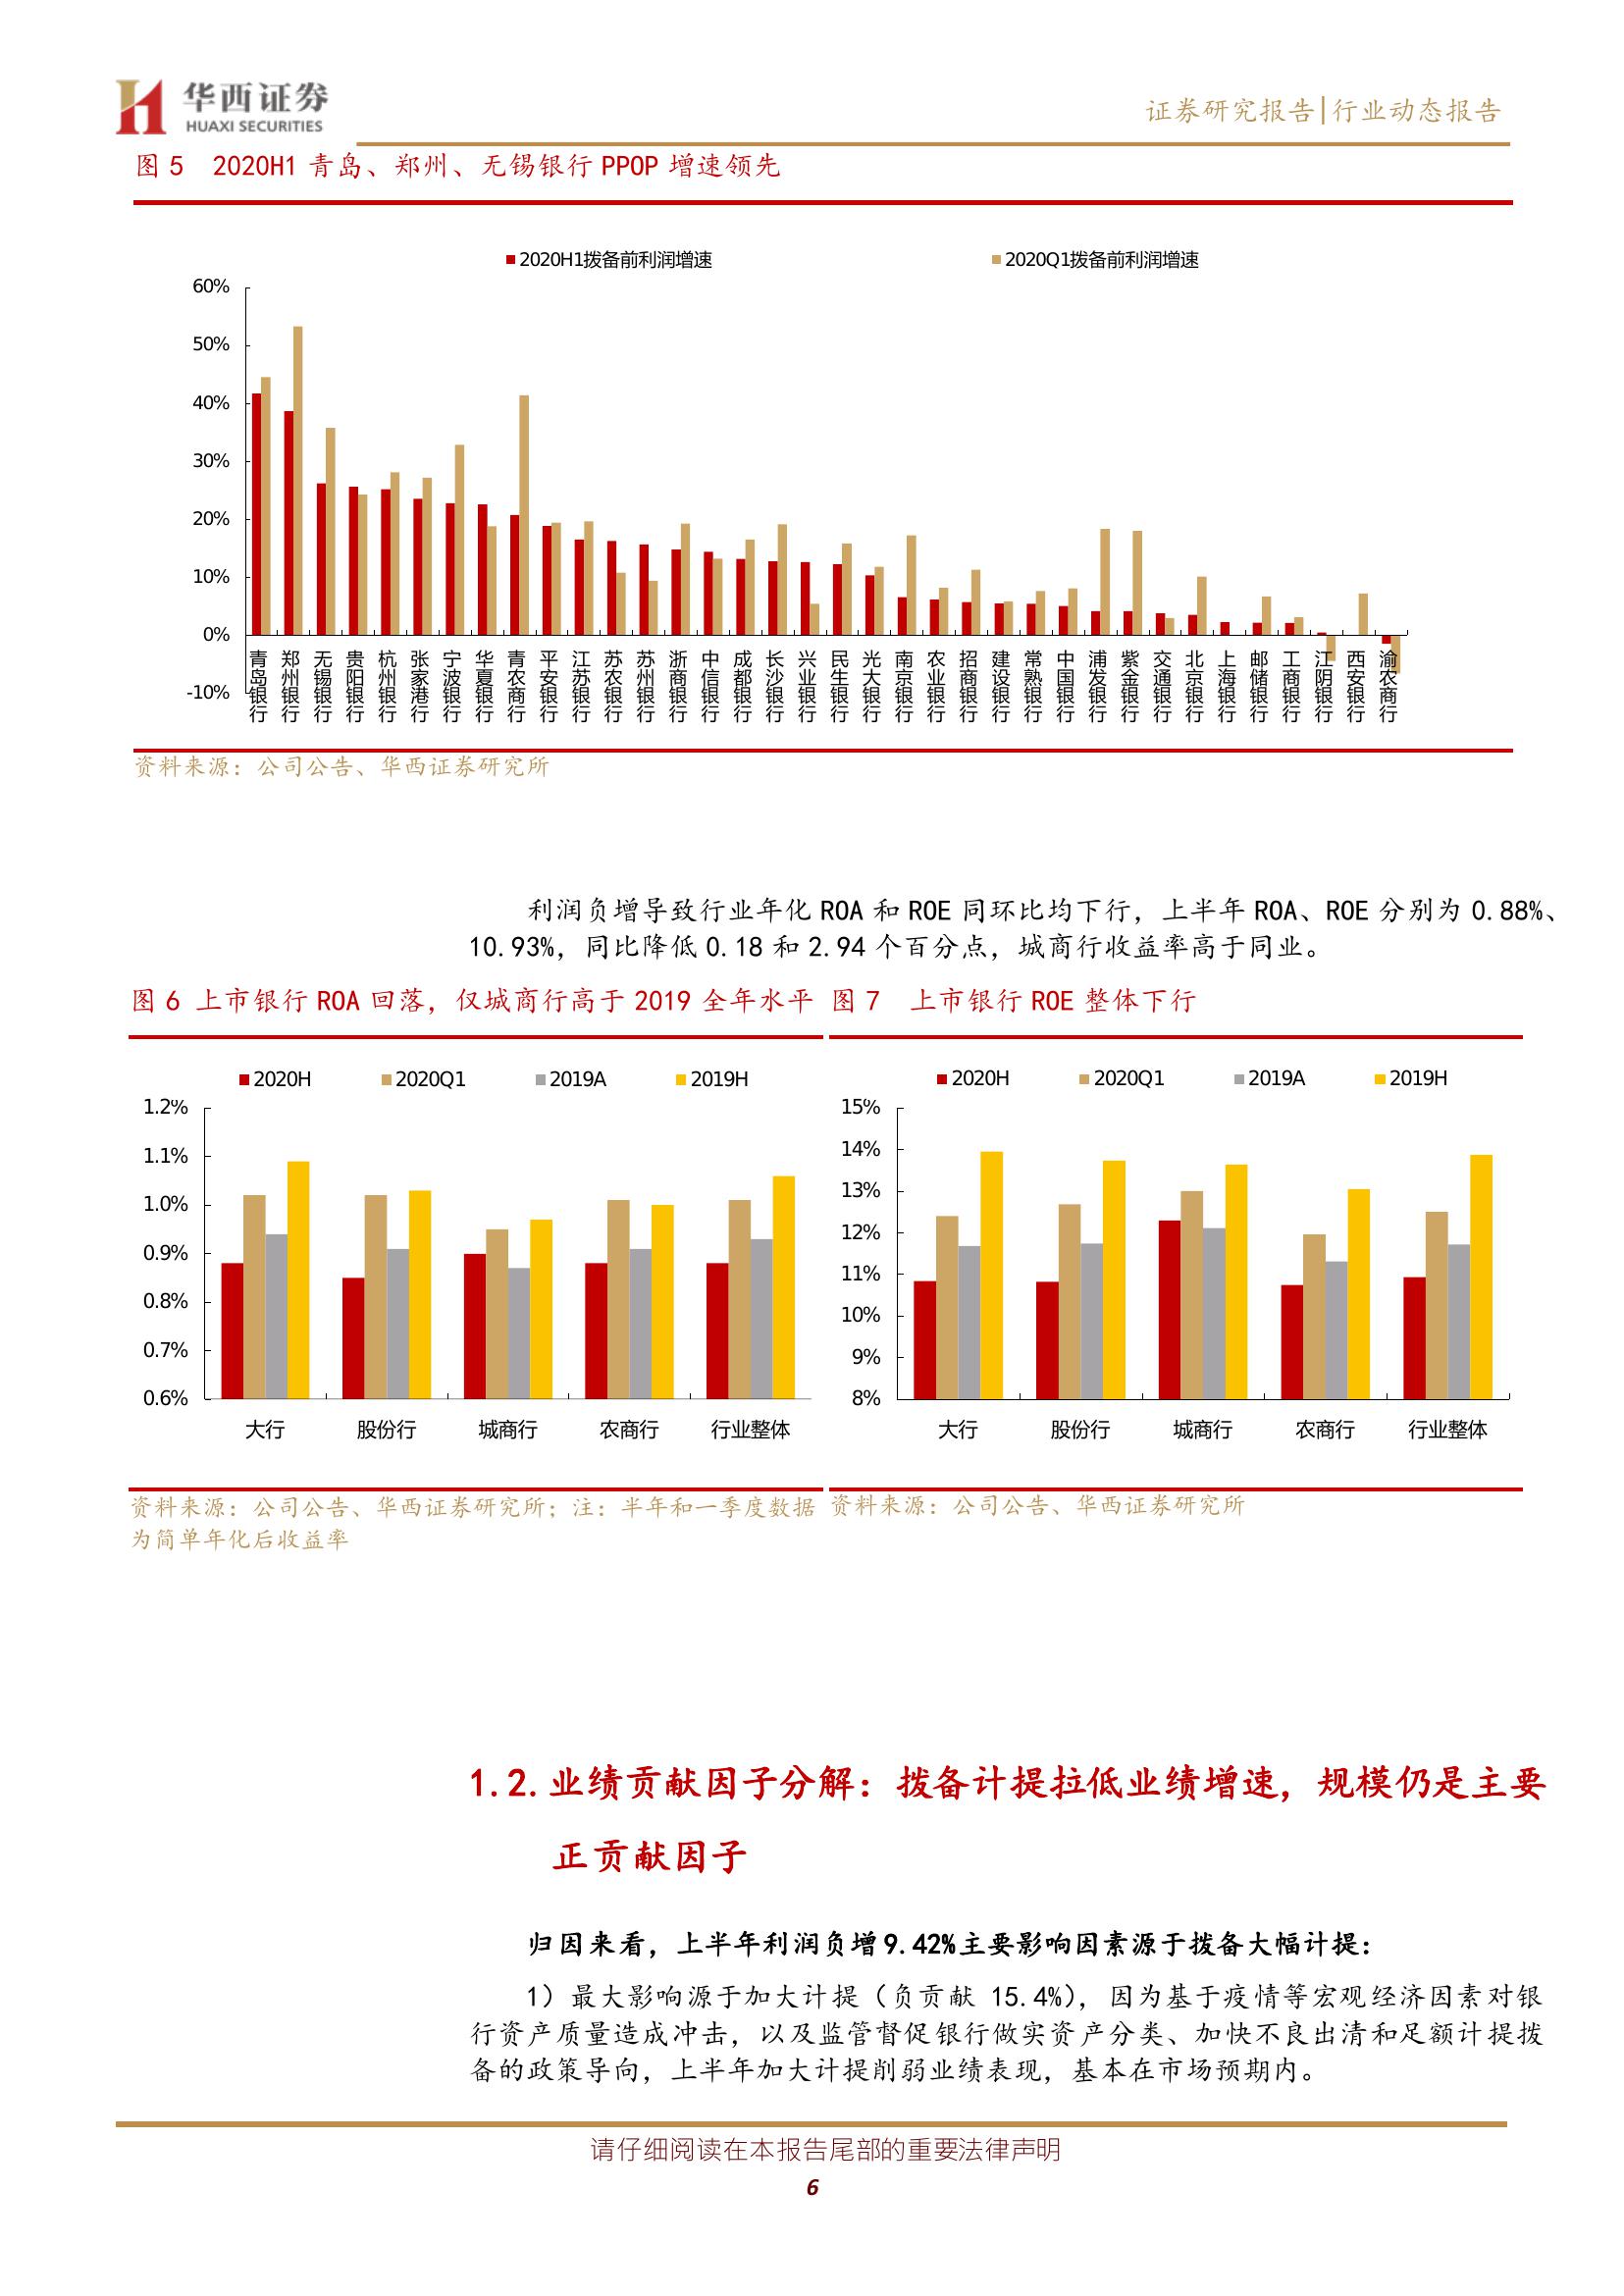 华西证券
HUAXI SECURITIES
证券研究报告|行业动态报告
图 5 2020H1 青岛、郑州、无锡银行 PPOP 增速领先
2020H1拨备前利润增速 2020Q1拨备前利润增速
60%
50%
40%
30%
20%
10%
0%
-10%
青岛银行 郑州银行 无锡银行 贵阳银行 杭州银行 张家港行 宁波银行 华夏银行 青农商行 平安银行 江苏银行 苏农银行 苏州银行 浙商银行 中信银行 成都银行 长沙银行 兴业银行 民生银行 光大银行 南京银行 农业银行 招商银行 建设银行 常熟银行 中国银行 浦发银行 紫金银行 交通银行 北京银行 上海银行 邮储银行 工商银行 江阴银行 西安银行 渝农商行
资料来源：公司公告、华西证券研究所
利润负增导致行业年化 ROA 和 ROE 同环比均下行，上半年 ROA、ROE 分别为 0.88%、
10.93%，同比降低 0.18 和 2.94 个百分点，城商行收益率高于同业。
图 6 上市银行 ROA 回落，仅城商行高于 2019 全年水平
2020H 2020Q1 2019A 2019H
1.2%
1.1%
1.0%
0.9%
0.8%
0.7%
0.6%
大行 股份行 城商行 农商行 行业整体
资料来源：公司公告、华西证券研究所；注：半年和一季度数据
为简单年化后收益率
图 7 上市银行 ROE 整体下行
2020H 2020Q1 2019A 2019H
15%
14%
13%
12%
11%
10%
9%
8%
大行 股份行 城商行 农商行 行业整体
资料来源：公司公告、华西证券研究所
1.2.业绩贡献因子分解：拨备计提拉低业绩增速，规模仍是主要
正贡献因子
归因来看，上半年利润负增9.42%主要影响因素源于拨备大幅计提：
1）最大影响源于加大计提（负贡献 15.4%），因为基于疫情等宏观经济因素对银
行资产质量造成冲击，以及监管督促银行做实资产分类、加快不良出清和足额计提拨
备的政策导向，上半年加大计提削弱业绩表现，基本在市场预期内。
请仔细阅读在本报告尾部的重要法律声明
6